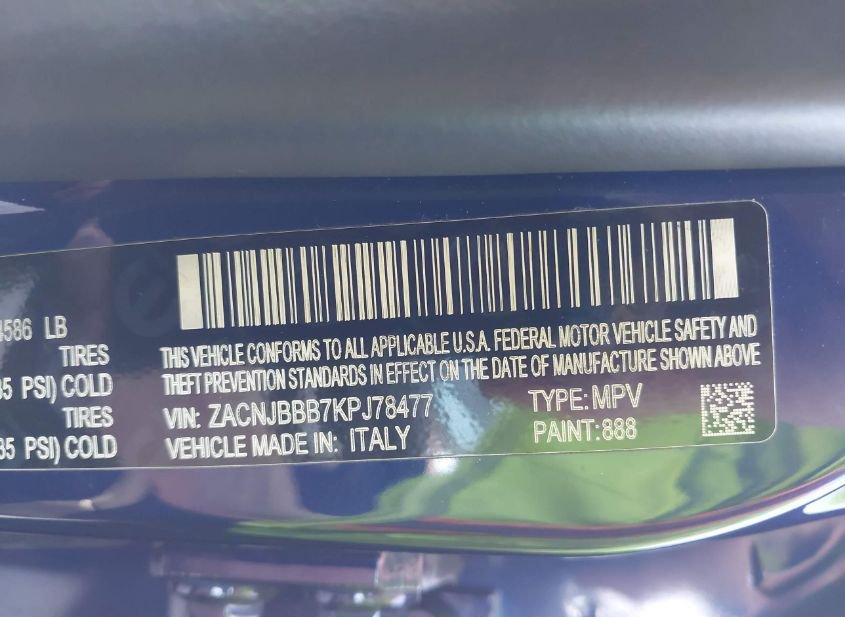 4586 LB
TIRES
35 PSI) COLD
TIRES
35 PSI) COLD
THIS VEHICLE CONFORMS TO ALL APPLICABLE U.S.A. FEDERAL MOTOR VEHICLE SAFETY AND
THEFT PREVENTION STANDARDS IN EFFECT ON THE DATE OF MANUFACTURE SHOWN ABOVE
VIN: ZACNJBBB7KPJ78477 TYPE: MPV
VEHICLE MADE IN: ITALY PAINT: 888